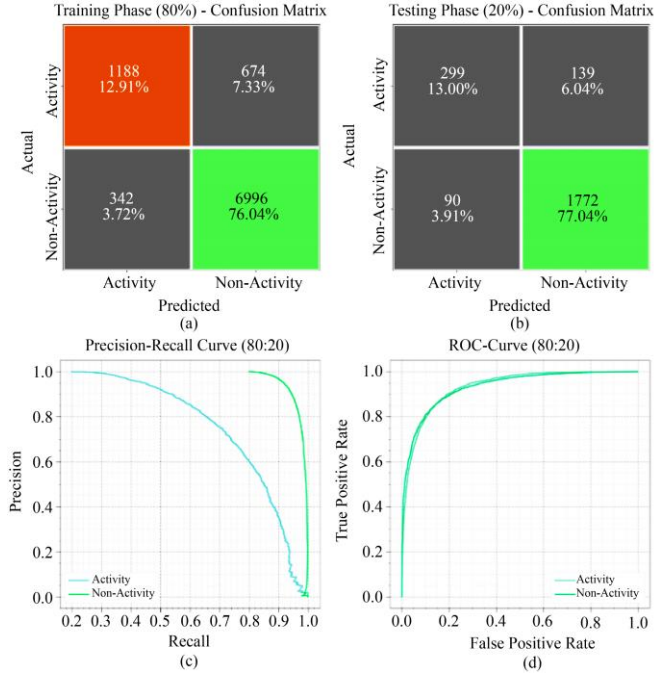 Training Phase (80%) - Confusion Matrix
Actual
Activity
Non-Activity
1188
12.91%
674
7.33%
342
3.72%
6996
76.04%
Activity
Non-Activity
Predicted
(a)
Testing Phase (20%) - Confusion Matrix
Actual
Activity
Non-Activity
299
13.00%
139
6.04%
90
3.91%
1772
77.04%
Activity
Non-Activity
Predicted
(b)
Precision-Recall Curve (80:20)
Precision
1.0
0.8
0.6
0.4
0.2
0.0
Activity
Non-Activity
0.2 0.3 0.4 0.5 0.6 0.7 0.8 0.9 1.0
Recall
(c)
ROC-Curve (80:20)
True Positive Rate
1.0
0.8
0.6
0.4
0.2
0.0
Activity
Non-Activity
0.0 0.2 0.4 0.6 0.8 1.0
False Positive Rate
(d)